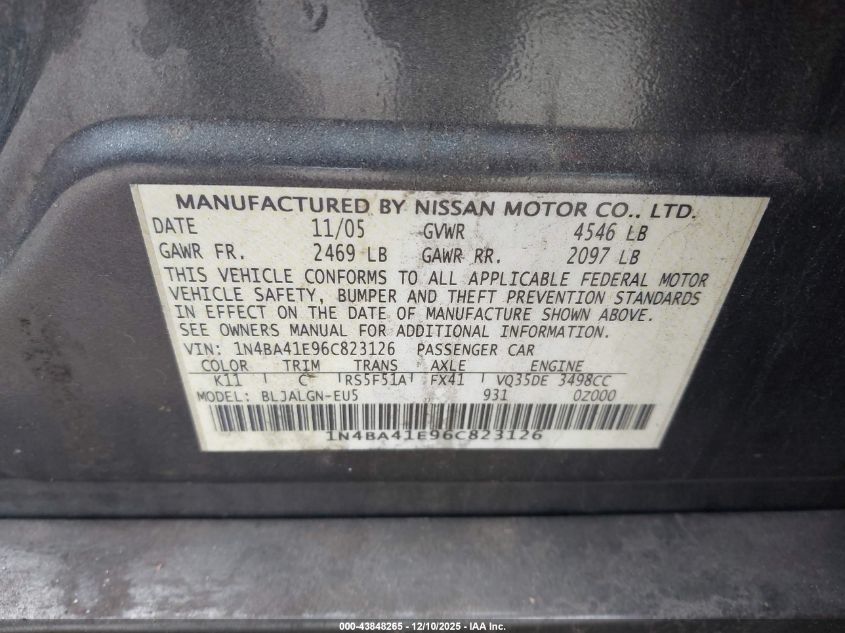 MANUFACTURED BY NISSAN MOTOR CO., LTD.
DATE 11/05 GVWR 4546 LB
GAWR FR. 2469 LB GAWR RR. 2097 LB
THIS VEHICLE CONFORMS TO ALL APPLICABLE FEDERAL MOTOR
VEHICLE SAFETY, BUMPER AND THEFT PREVENTION STANDARDS
IN EFFECT ON THE DATE OF MANUFACTURE SHOWN ABOVE.
SEE OWNERS MANUAL FOR ADDITIONAL INFORMATION.
VIN: 1N4BA41E96C823126 PASSENGER CAR
COLOR TRIM TRANS AXLE ENGINE
K11 C RS5F51A FX41 VQ35DE 3498CC
MODEL: BLJALGN-EU5 931 0Z000
1N4BA41E96C823126
000-43848265 - 12/10/2025 - IAA Inc.